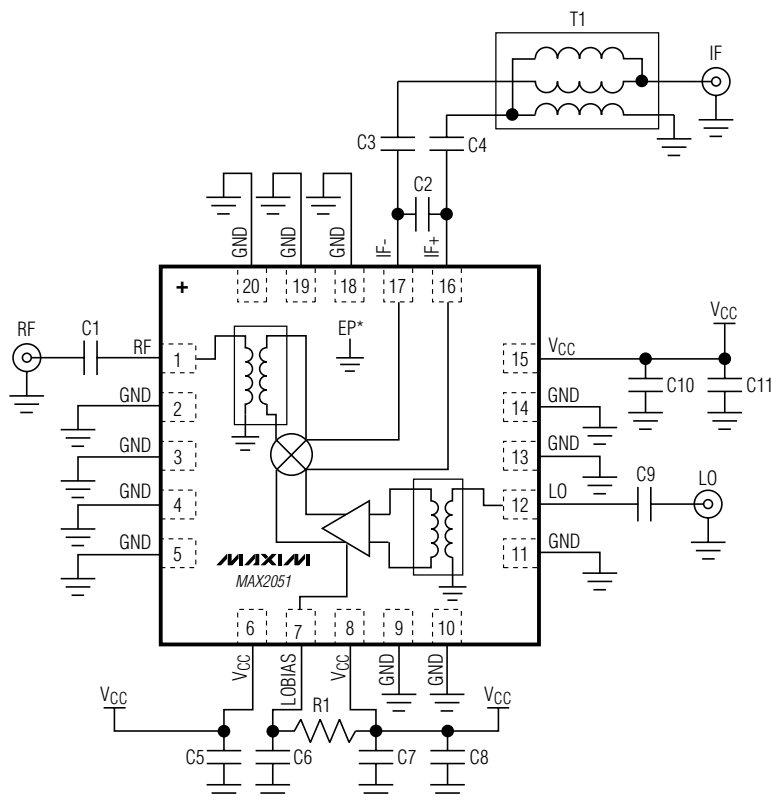 T1
IF
C3
C4
C2
GND
GND
GND
IF-
IF+
20
19
18
17
16
+
RF
C1
RF
1
EP*
VCC
VCC
15
C10
C11
GND
2
GND
14
GND
3
GND
13
GND
4
LO
12
C9
LO
GND
5
GND
11
MAXIM
MAX2051
6
7
8
9
10
VCC
LOBIAS
VCC
GND
GND
VCC
R1
VCC
C5
C6
C7
C8